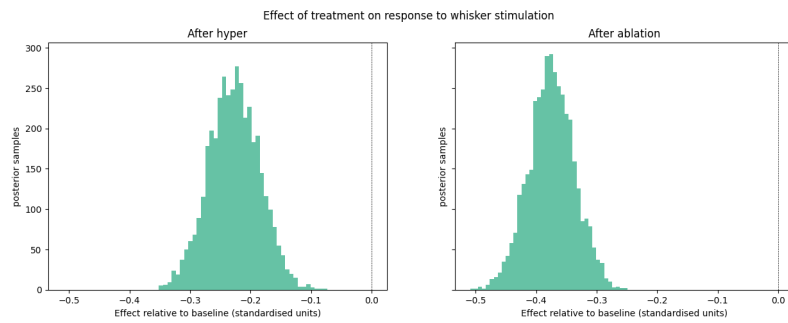 Effect of treatment on response to whisker stimulation
After hyper
After ablation
300
250
200
150
100
50
0
posterior samples
posterior samples
−0.5 −0.4 −0.3 −0.2 −0.1 0.0
−0.5 −0.4 −0.3 −0.2 −0.1 −0.0
Effect relative to baseline (standardised units)
Effect relative to baseline (standardised units)